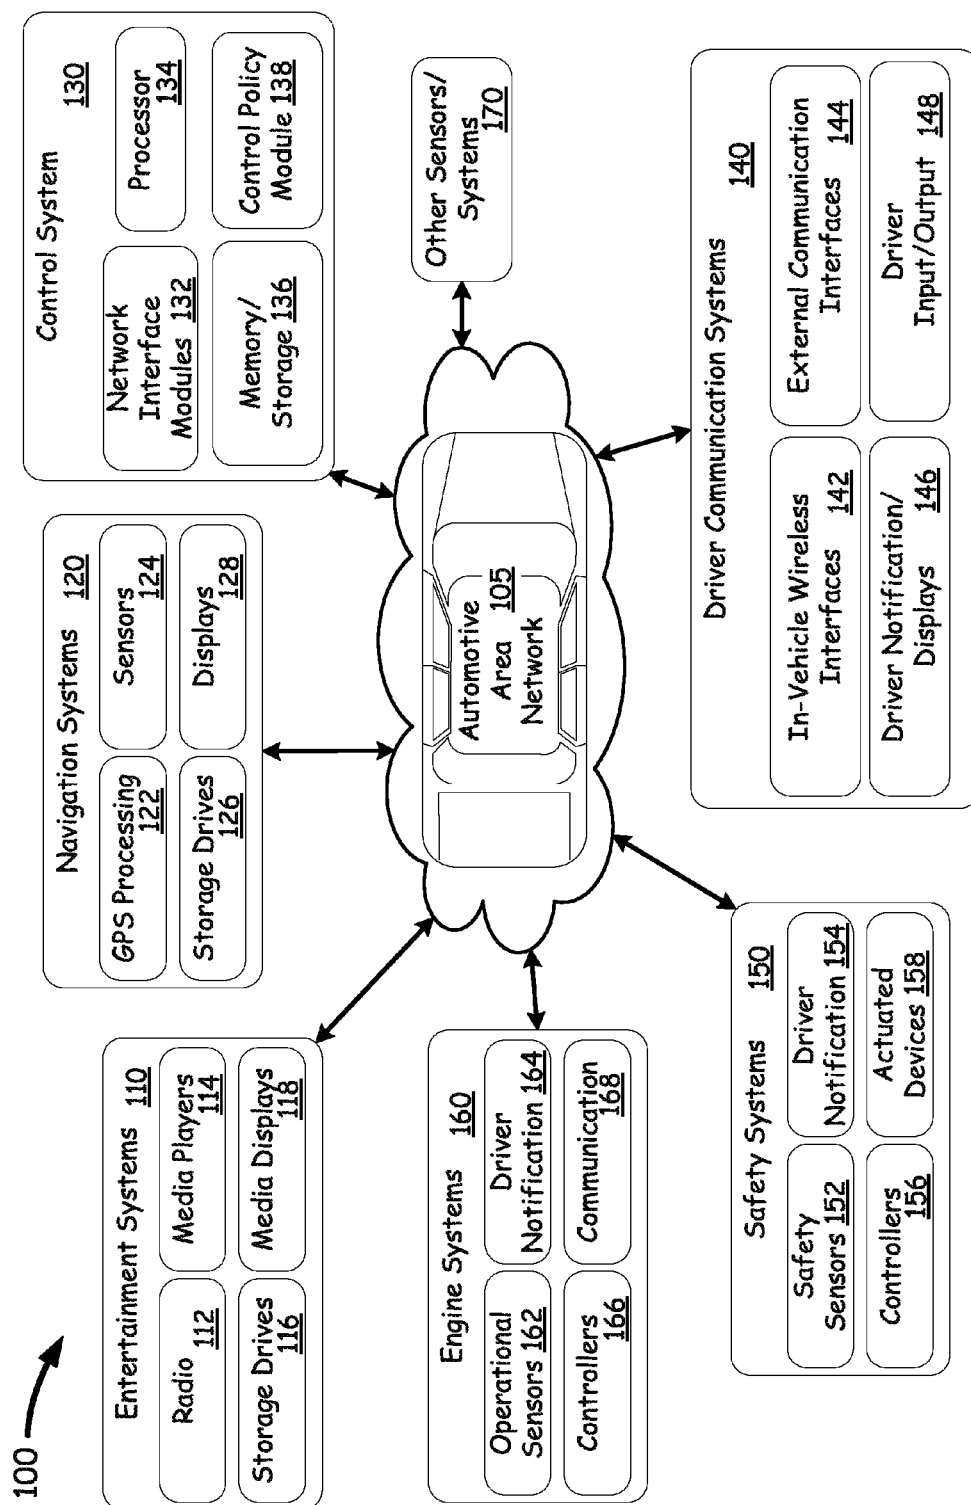 100
Entertainment Systems 110
Radio
112
Media Players
114
Storage Drives
116
Media Displays
118
Navigation Systems 120
GPS Processing
122
Sensors
124
Storage Drives
126
Displays
128
Control System 130
Network
Interface
Modules 132
Processor
134
Memory/
Storage 136
Control Policy
Module 138
Engine Systems 160
Operational
Sensors 162
Driver
Notification 164
Controllers
166
Communication
168
Automotive
Area 105
Network
Other Sensors/
Systems 170
Safety Systems 150
Safety
Sensors 152
Driver
Notification 154
Controllers
156
Actuated
Devices 158
Driver Communication Systems 140
In-Vehicle Wireless
Interfaces 142
External Communication
Interfaces 144
Driver Notification/
Displays 146
Driver
Input/Output 148